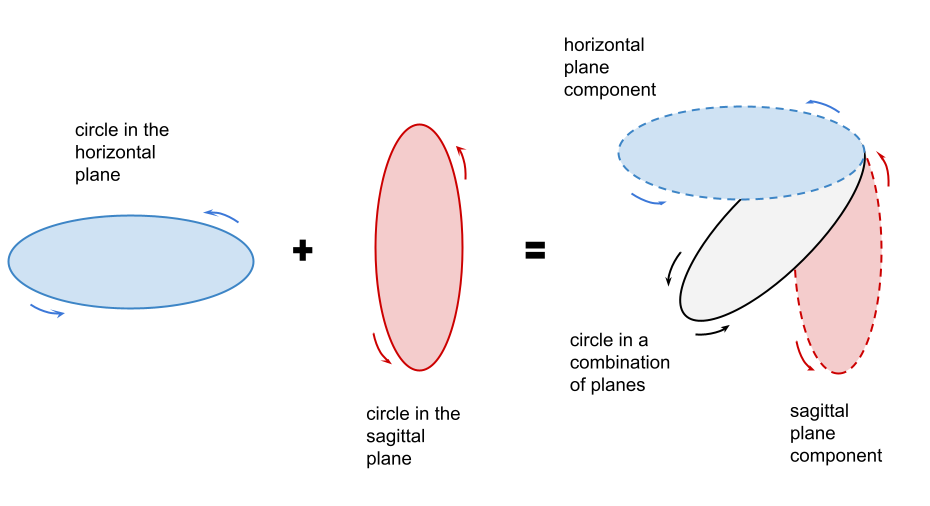 circle in the
horizontal
plane
+
circle in the
sagittal
plane
=
horizontal
plane
component
circle in a
combination
of planes
sagittal
plane
component